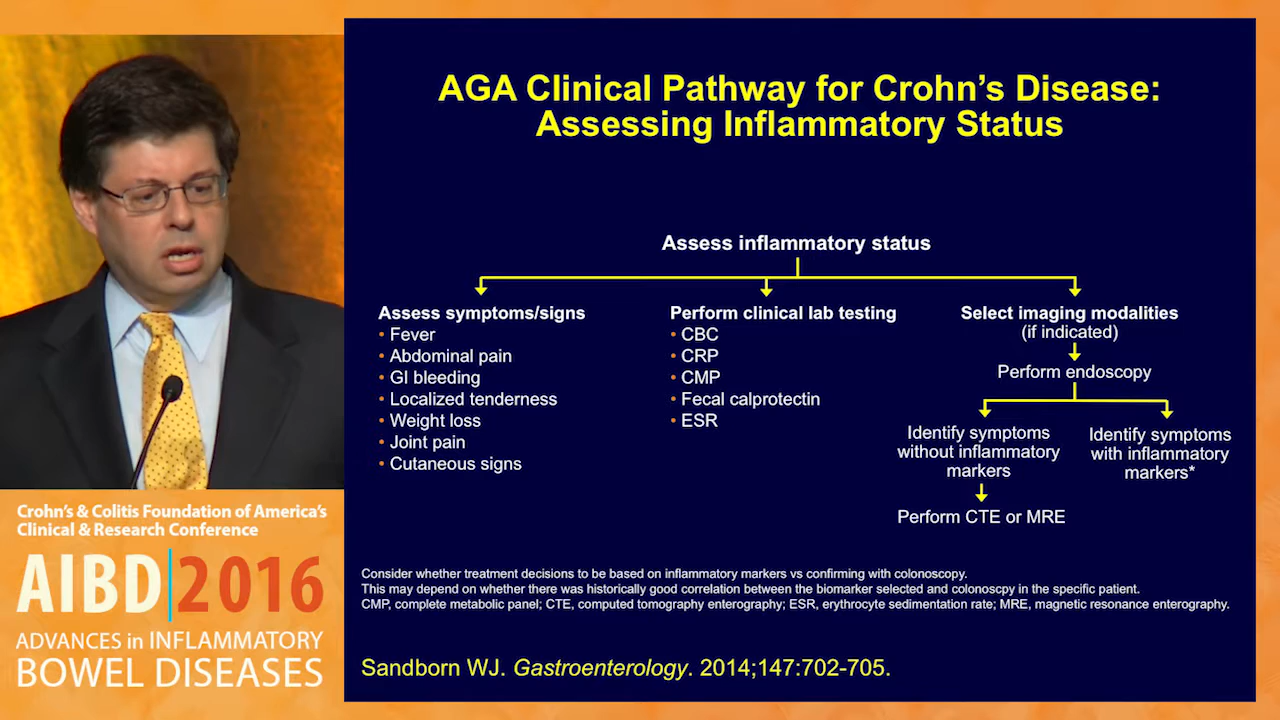 AGA Clinical Pathway for Crohn's Disease:
Assessing Inflammatory Status
Assess inflammatory status
Assess symptoms/signs
• Fever
• Abdominal pain
• GI bleeding
• Localized tenderness
• Weight loss
• Joint pain
• Cutaneous signs
Perform clinical lab testing
• CBC
• CRP
• CMP
• Fecal calprotectin
• ESR
Select imaging modalities
(if indicated)
Perform endoscopy
Identify symptoms
without inflammatory
markers
Perform CTE or MRE
Identify symptoms
with inflammatory
markers*
Consider whether treatment decisions to be based on inflammatory markers vs confirming with colonoscopy.
This may depend on whether there was historically good correlation between the biomarker selected and colonoscpy in the specific patient.
CMP, complete metabolic panel; CTE, computed tomography enterography; ESR, erythrocyte sedimentation rate; MRE, magnetic resonance enterography.
Sandborn WJ. Gastroenterology. 2014;147:702-705.
Crohn's & Colitis Foundation of America's
Clinical & Research Conference
AIBD|2016
ADVANCES in INFLAMMATORY
BOWEL DISEASES